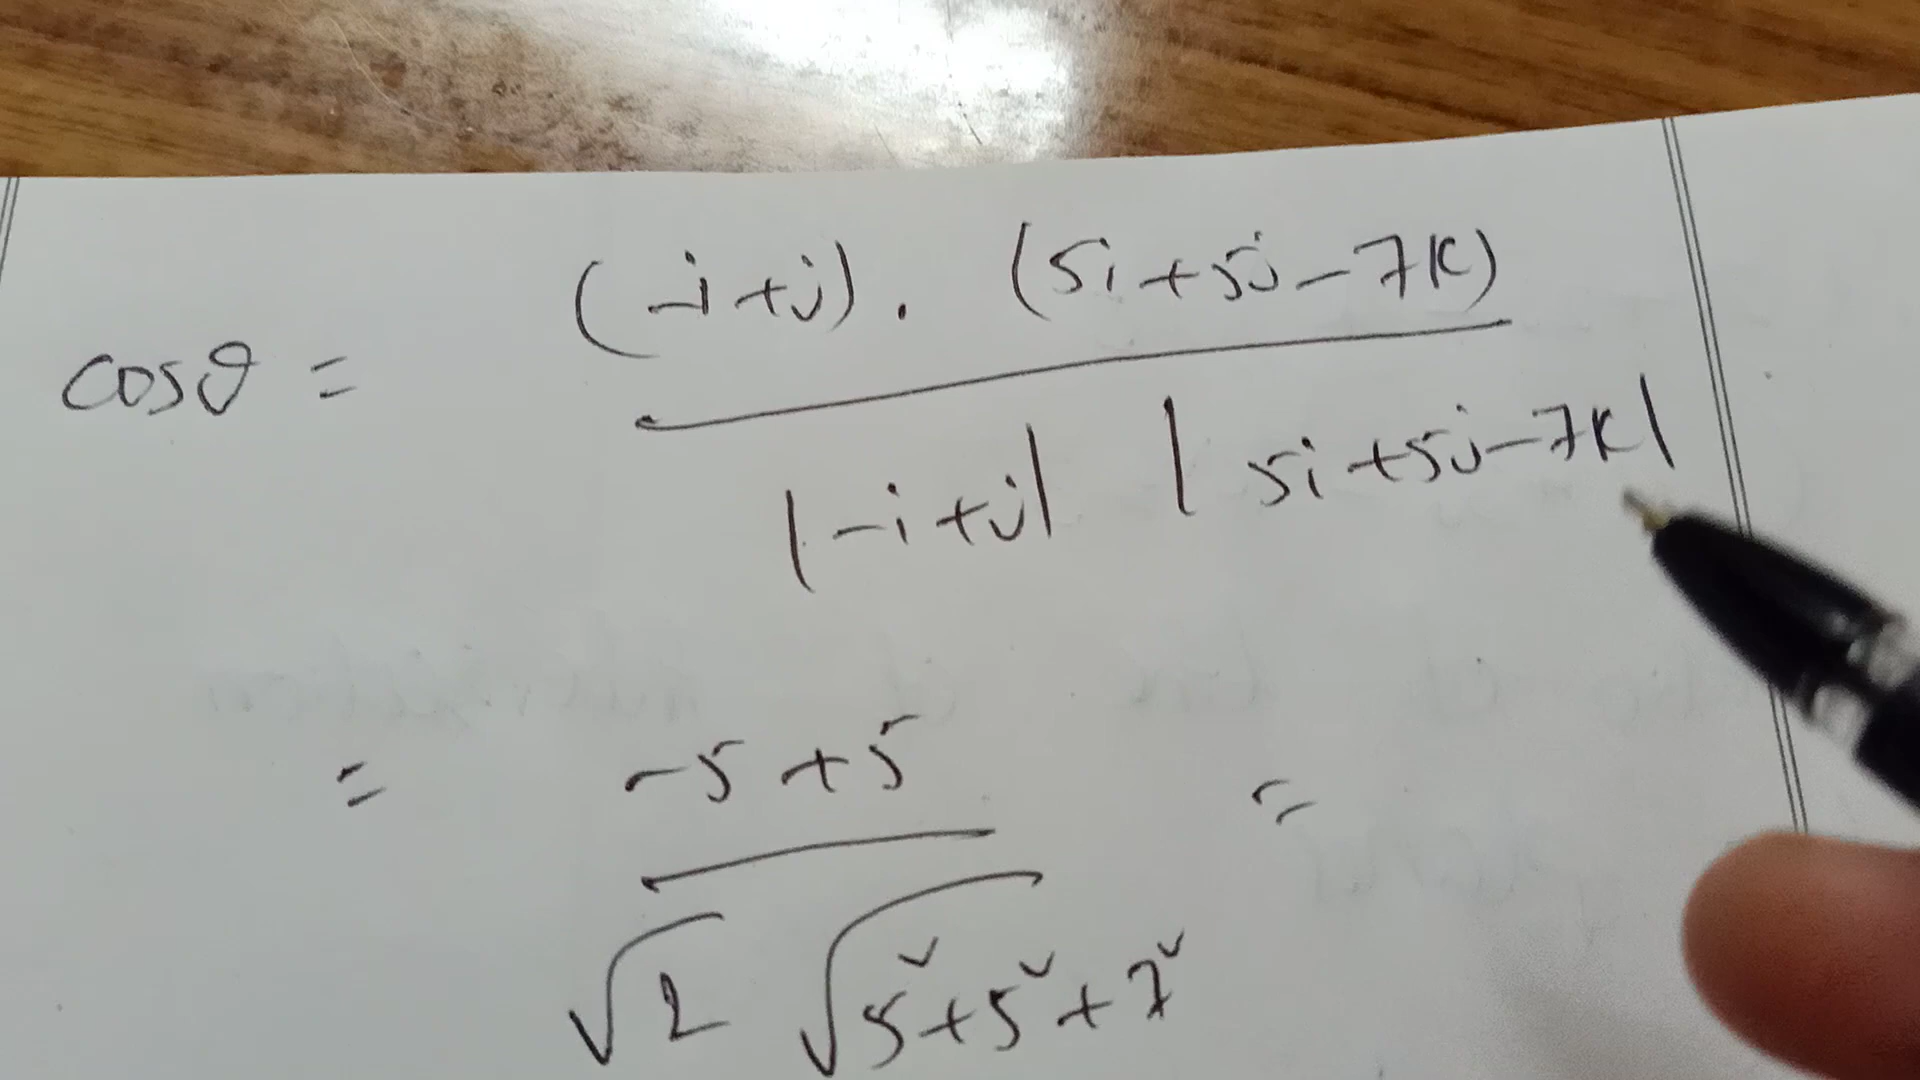 cosθ = (-i+j). (5i+5j-7k)
|-i+j| |5i+5j-7k|
= -5+5 =
√2 √5²+5²+7²